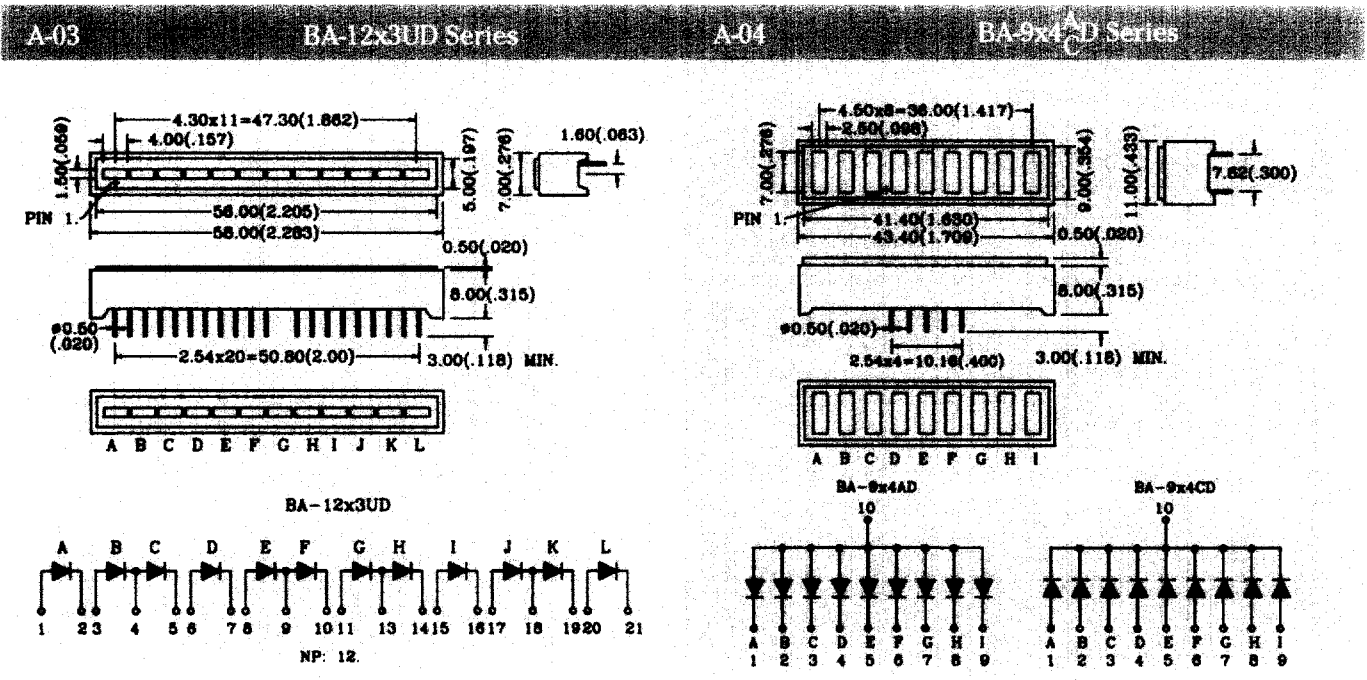 A-03
BA-12x3UD Series
A-04
BA-9x4 A/C D Series
4.30x11=47.30(1.862)
4.00(.157)
1.50(.059)
5.00(.197)
7.00(.276)
1.60(.063)
PIN 1.
56.00(2.205)
58.00(2.283)
0.50(.020)
8.00(.315)
ø0.50
(.020)
2.54x20=50.80(2.00)
3.00(.118) MIN.
A B C D E F G H I J K L
BA-12x3UD
A B C D E F G H I J K L
1 2 3 4 5 6 7 8 9 10 11 13 14 15 16 17 18 19 20 21
NP: 12.
4.50x8=36.00(1.417)
2.50(.098)
7.00(.276)
9.00(.354)
11.00(.433)
7.62(.300)
PIN 1.
41.40(1.630)
43.40(1.709)
0.50(.020)
8.00(.315)
ø0.50(.020)
2.54x4=10.16(.400)
3.00(.118) MIN.
A B C D E F G H I
BA-9x4AD
10
A B C D E F G H I
1 2 3 4 5 6 7 8 9
BA-9x4CD
10
A B C D E F G H I
1 2 3 4 5 6 7 8 9